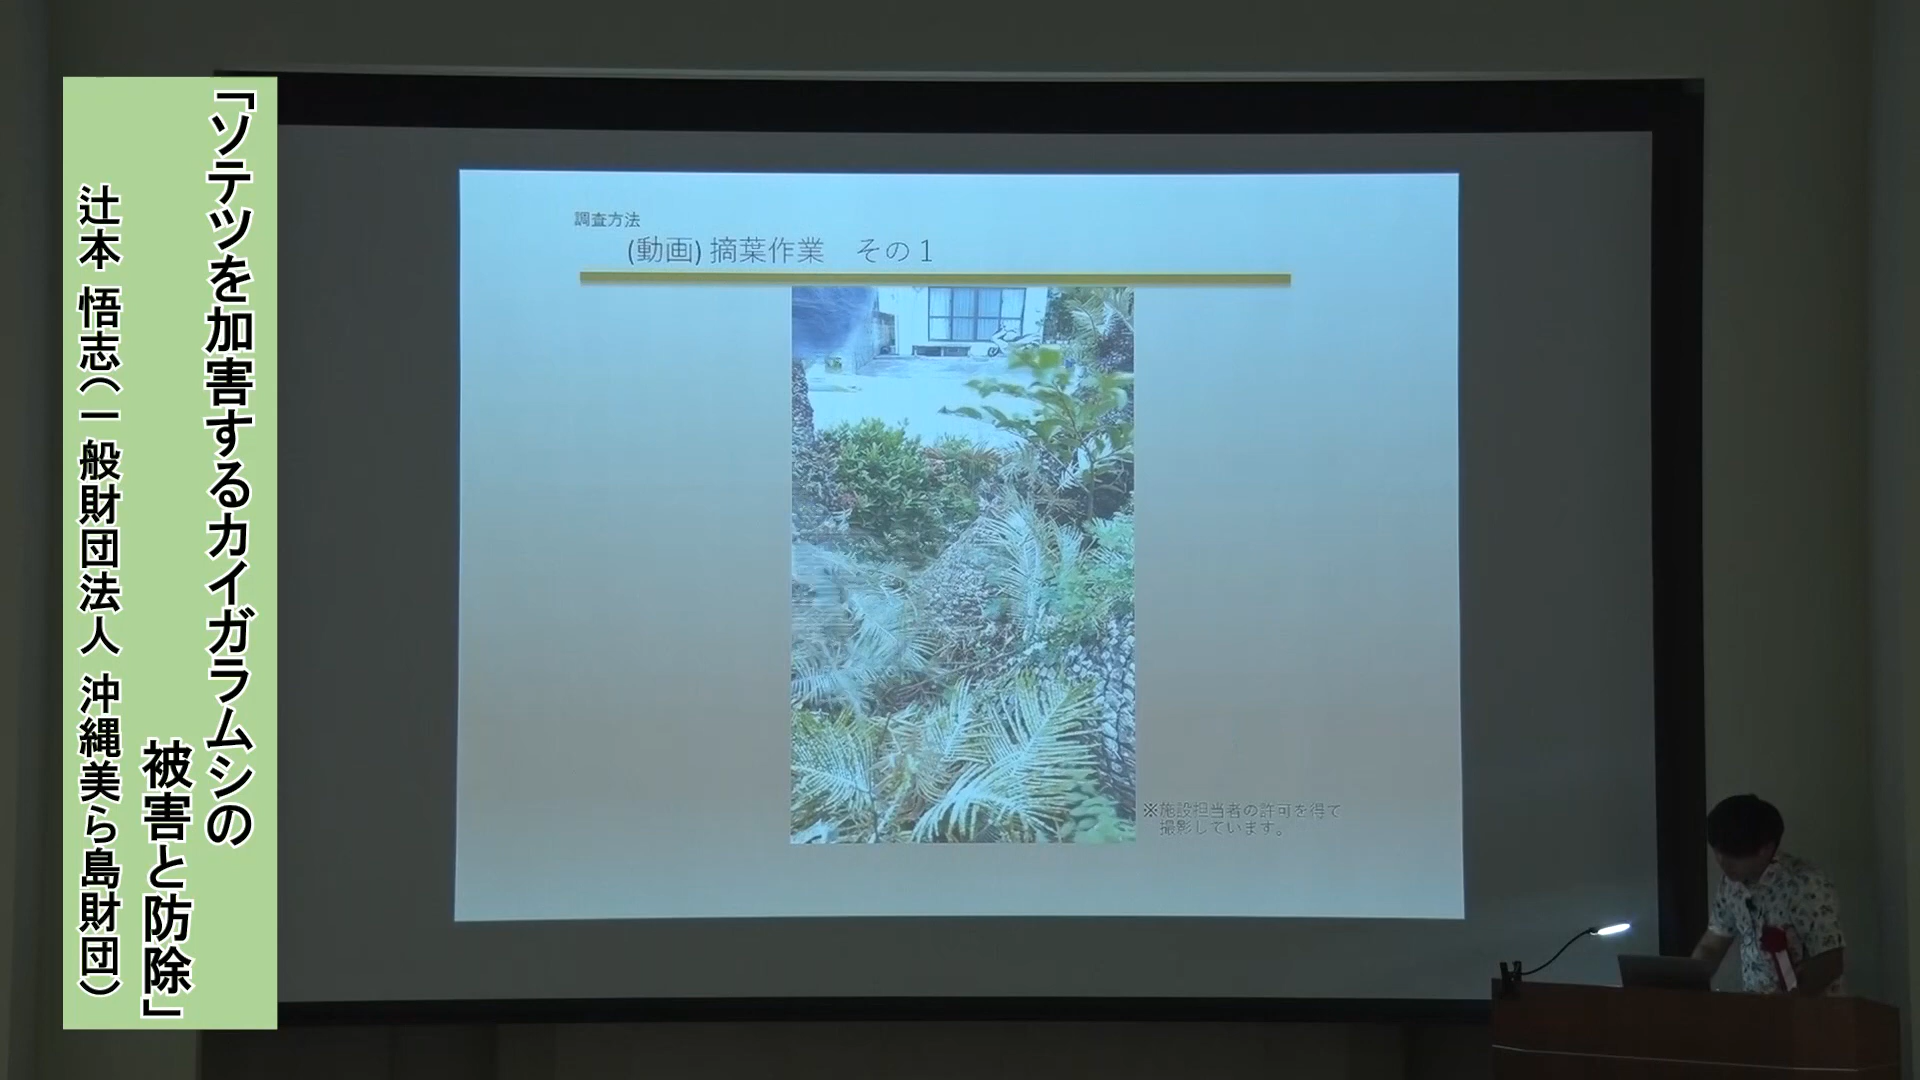 「ソテツを加害するカイガラムシの
被害と防除」
辻本 悟志(一般財団法人 沖縄美ら島財団)
調査方法
(動画) 摘葉作業　その1
※施設担当者の許可を得て
撮影しています。